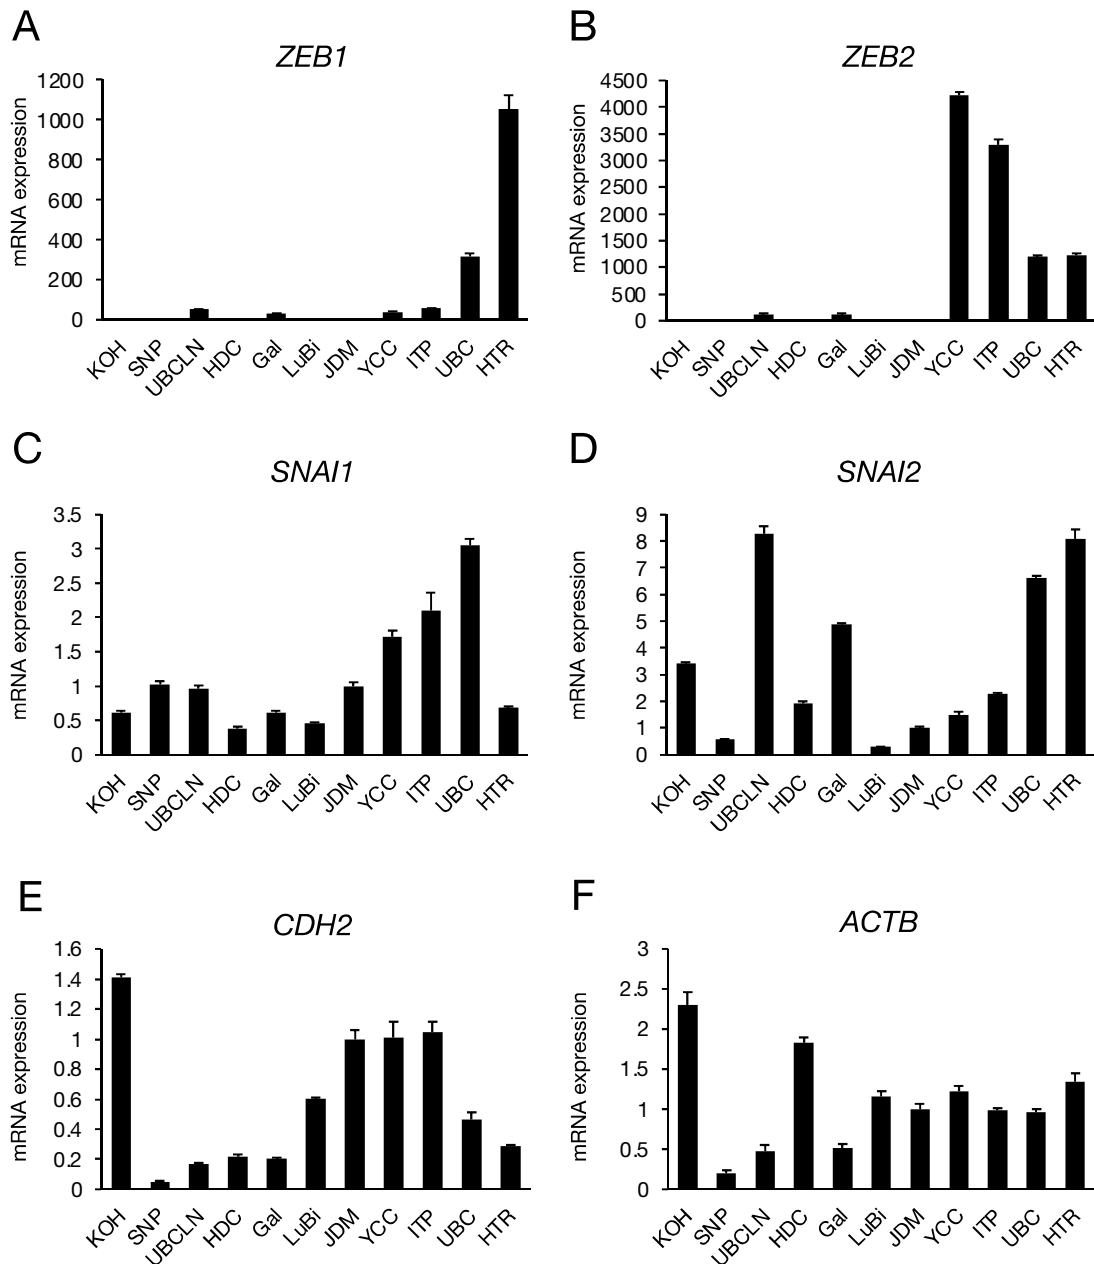 A
ZEB1
mRNA expression
1200
1000
800
600
400
200
0
KOH SNP UBCLN HDC Gal LuBi JDM YCC ITP UBC HTR
B
ZEB2
mRNA expression
4500
4000
3500
3000
2500
2000
1500
1000
500
0
KOH SNP UBCLN HDC Gal LuBi JDM YCC ITP UBC HTR
C
SNAI1
mRNA expression
3.5
3
2.5
2
1.5
1
0.5
0
KOH SNP UBCLN HDC Gal LuBi JDM YCC ITP UBC HTR
D
SNAI2
mRNA expression
9
8
7
6
5
4
3
2
1
0
KOH SNP UBCLN HDC Gal LuBi JDM YCC ITP UBC HTR
E
CDH2
mRNA expression
1.6
1.4
1.2
1
0.8
0.6
0.4
0.2
0
KOH SNP UBCLN HDC Gal LuBi JDM YCC ITP UBC HTR
F
ACTB
mRNA expression
3
2.5
2
1.5
1
0.5
0
KOH SNP UBCLN HDC Gal LuBi JDM YCC ITP UBC HTR